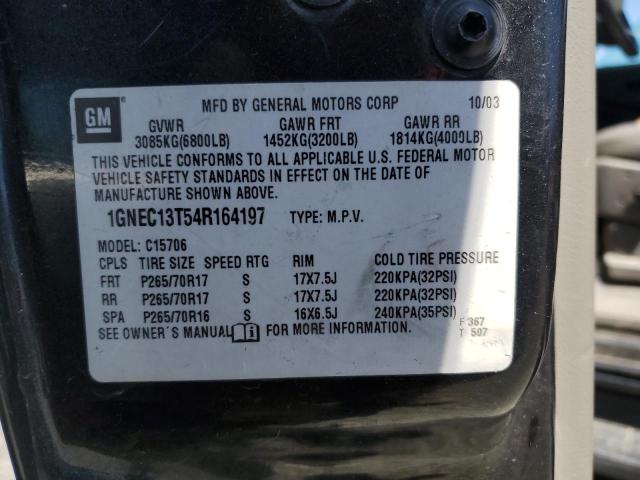 GM MFD BY GENERAL MOTORS CORP 10/03
GVWR GAWR FRT GAWR RR
3085KG(6800LB) 1452KG(3200LB) 1814KG(4000LB)
THIS VEHICLE CONFORMS TO ALL APPLICABLE U.S. FEDERAL MOTOR
VEHICLE SAFETY STANDARDS IN EFFECT ON THE DATE OF
MANUFACTURE SHOWN ABOVE.
1GNEC13T54R164197 TYPE: M.P.V.
MODEL: C15706
CPLS TIRE SIZE SPEED RTG RIM COLD TIRE PRESSURE
FRT P265/70R17 S 17X7.5J 220KPA(32PSI)
RR P265/70R17 S 17X7.5J 220KPA(32PSI)
SPA P265/70R16 S 16X6.5J 240KPA(35PSI)
SEE OWNER'S MANUAL FOR MORE INFORMATION. F 367
T 507